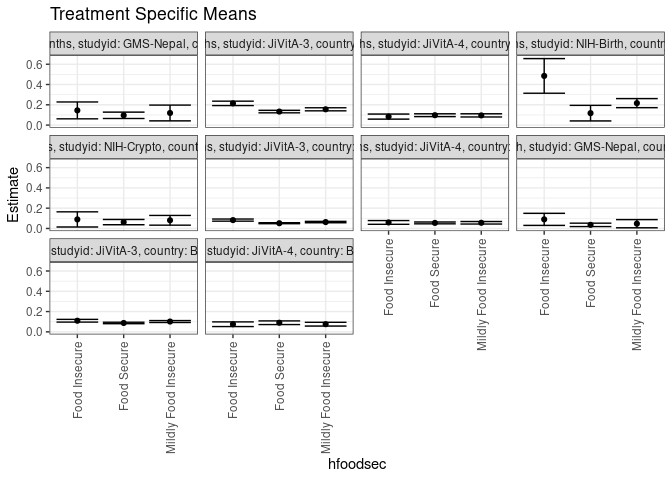 Treatment Specific Means
nths, studyid: GMS-Nepal, c
hs, studyid: JiVitA-3, country
hs, studyid: JiVitA-4, country
ns, studyid: NIH-Birth, country
0.6
0.4
0.2
0.0
s, studyid: NIH-Crypto, count
ns, studyid: JiVitA-3, country:
ns, studyid: JiVitA-4, country:
h, studyid: GMS-Nepal, coun
0.6
0.4
0.2
0.0
studyid: JiVitA-3, country: B
studyid: JiVitA-4, country: B
0.6
0.4
0.2
0.0
Estimate
Food Insecure
Food Secure
Mildly Food Insecure
Food Insecure
Food Secure
Mildly Food Insecure
Food Insecure
Food Secure
Mildly Food Insecure
Food Insecure
Food Secure
Mildly Food Insecure
hfoodsec